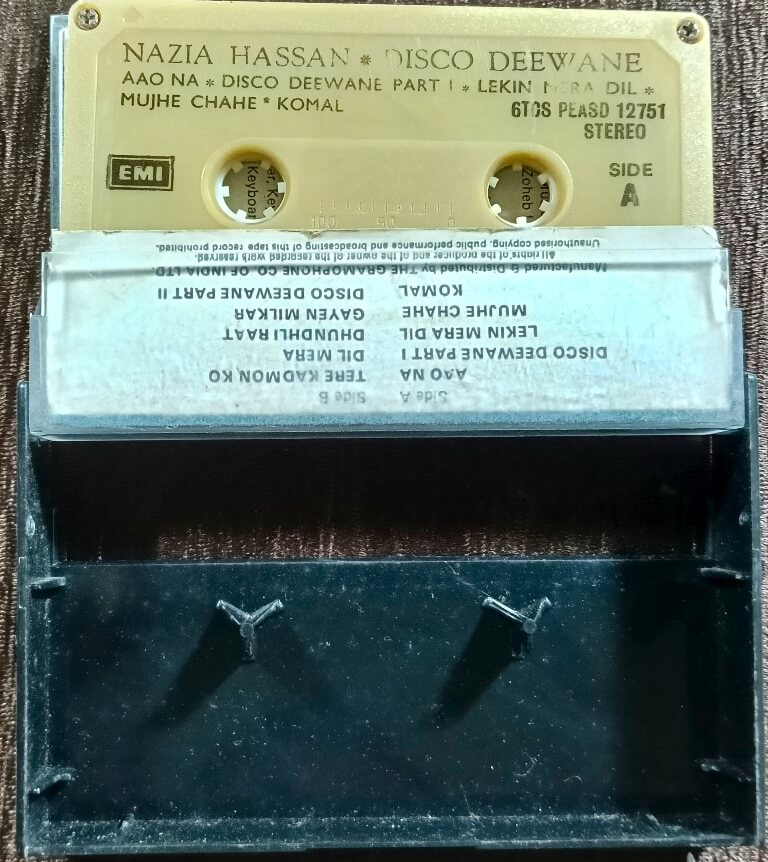 NAZIA HASSAN * DISCO DEEWANE
AAO NA * DISCO DEEWANE PART I * LEKIN MERA DIL *
MUJHE CHAHE * KOMAL
6TCS PEASD 12751
STEREO
EMI
SIDE
A
er, Ke
Keyboa
Zoheb
100 50 0
Side A Side B
AAO NA TERE KADMON KO
DISCO DEEWANE PART I DIL MERA
LEKIN MERA DIL DHUNDHLI RAAT
MUJHE CHAHE GAYEN MILKAR
KOMAL DISCO DEEWANE PART II
Manufactured & Distributed by THE GRAMOPHONE CO. OF INDIA LTD.
All rights of the producer and of the owner of the recorded work reserved.
Unauthorised copying, public performance and broadcasting of this tape record prohibited.